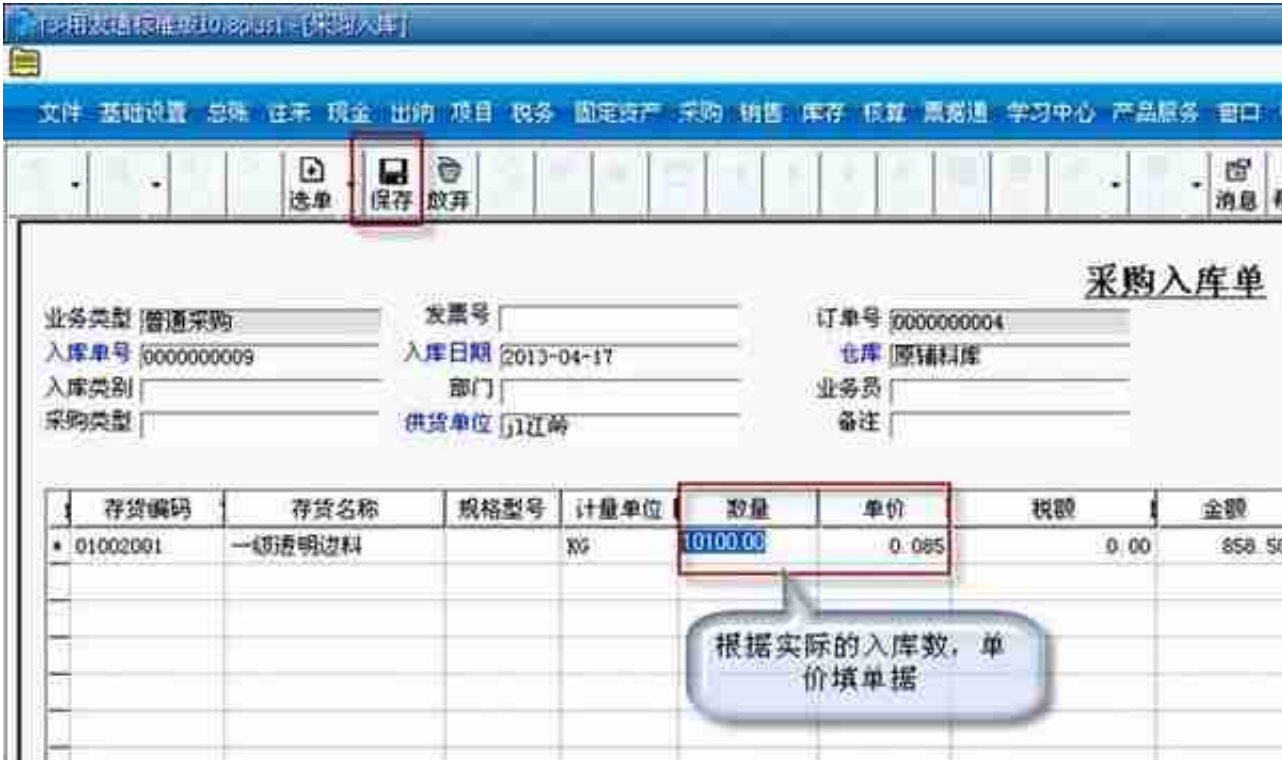 [采购入库]
文件 基础设置 总账 往来 现金 出纳 项目 税务 固定资产 采购 销售 库存 核算 票据通 学习中心 产品服务 窗口
选单 保存 放弃 消息
采购入库单
业务类型 普通采购 发票号 订单号 0000000004
入库单号 0000000009 入库日期 2013-04-17 仓库 原辅料库
入库类别 部门 业务员
采购类型 供货单位 备注
存货编码 存货名称 规格型号 计量单位 数量 单价 税额 金额
01002001 一级透明边料 KG 10100.00 0.085 0.00 858.50
根据实际的入库数，单
价填单据